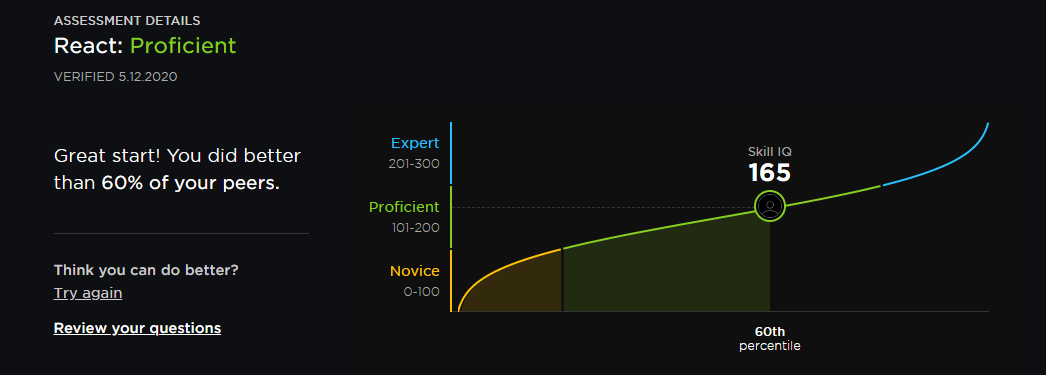 ASSESSMENT DETAILS
React: Proficient
VERIFIED 5.12.2020
Great start! You did better
than 60% of your peers.
Think you can do better?
Try again
Review your questions
Expert
201-300
Proficient
101-200
Novice
0-100
Skill IQ
165
60th
percentile